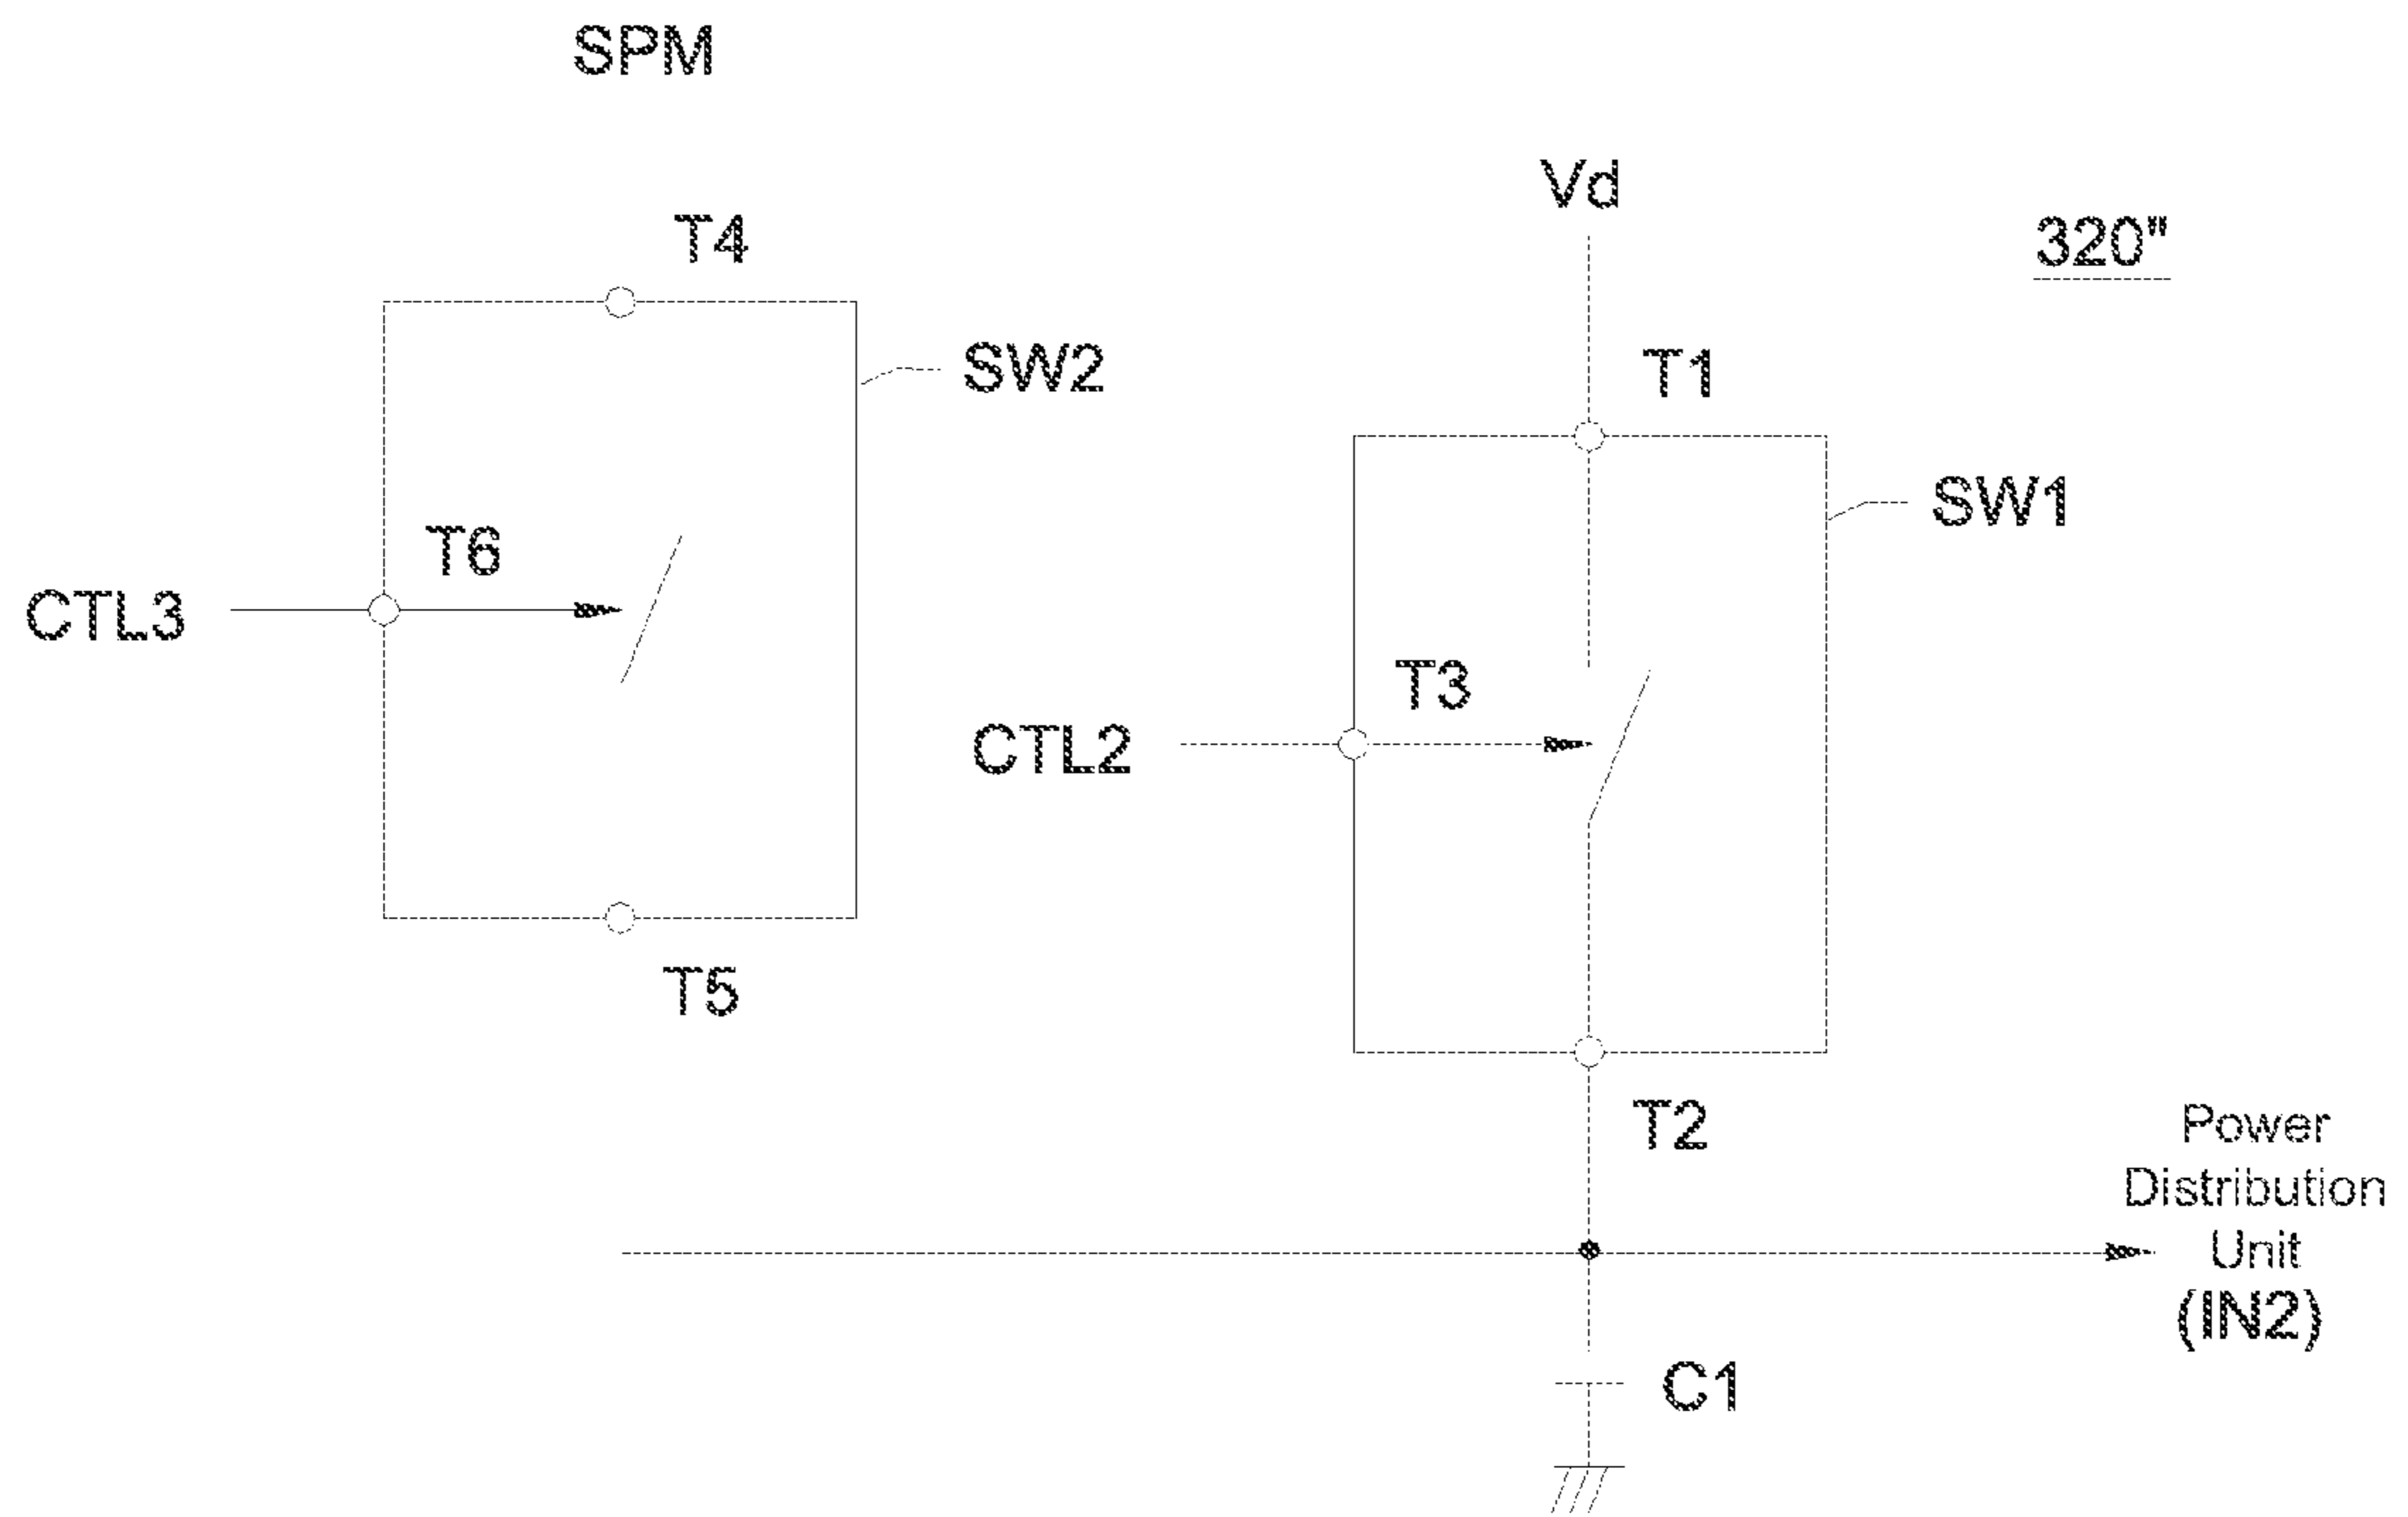 SPM
Vd
320"
T4
T1
SW2
SW1
T6
CTL3
T3
CTL2
T5
T2
Power
Distribution
Unit
(IN2)
C1